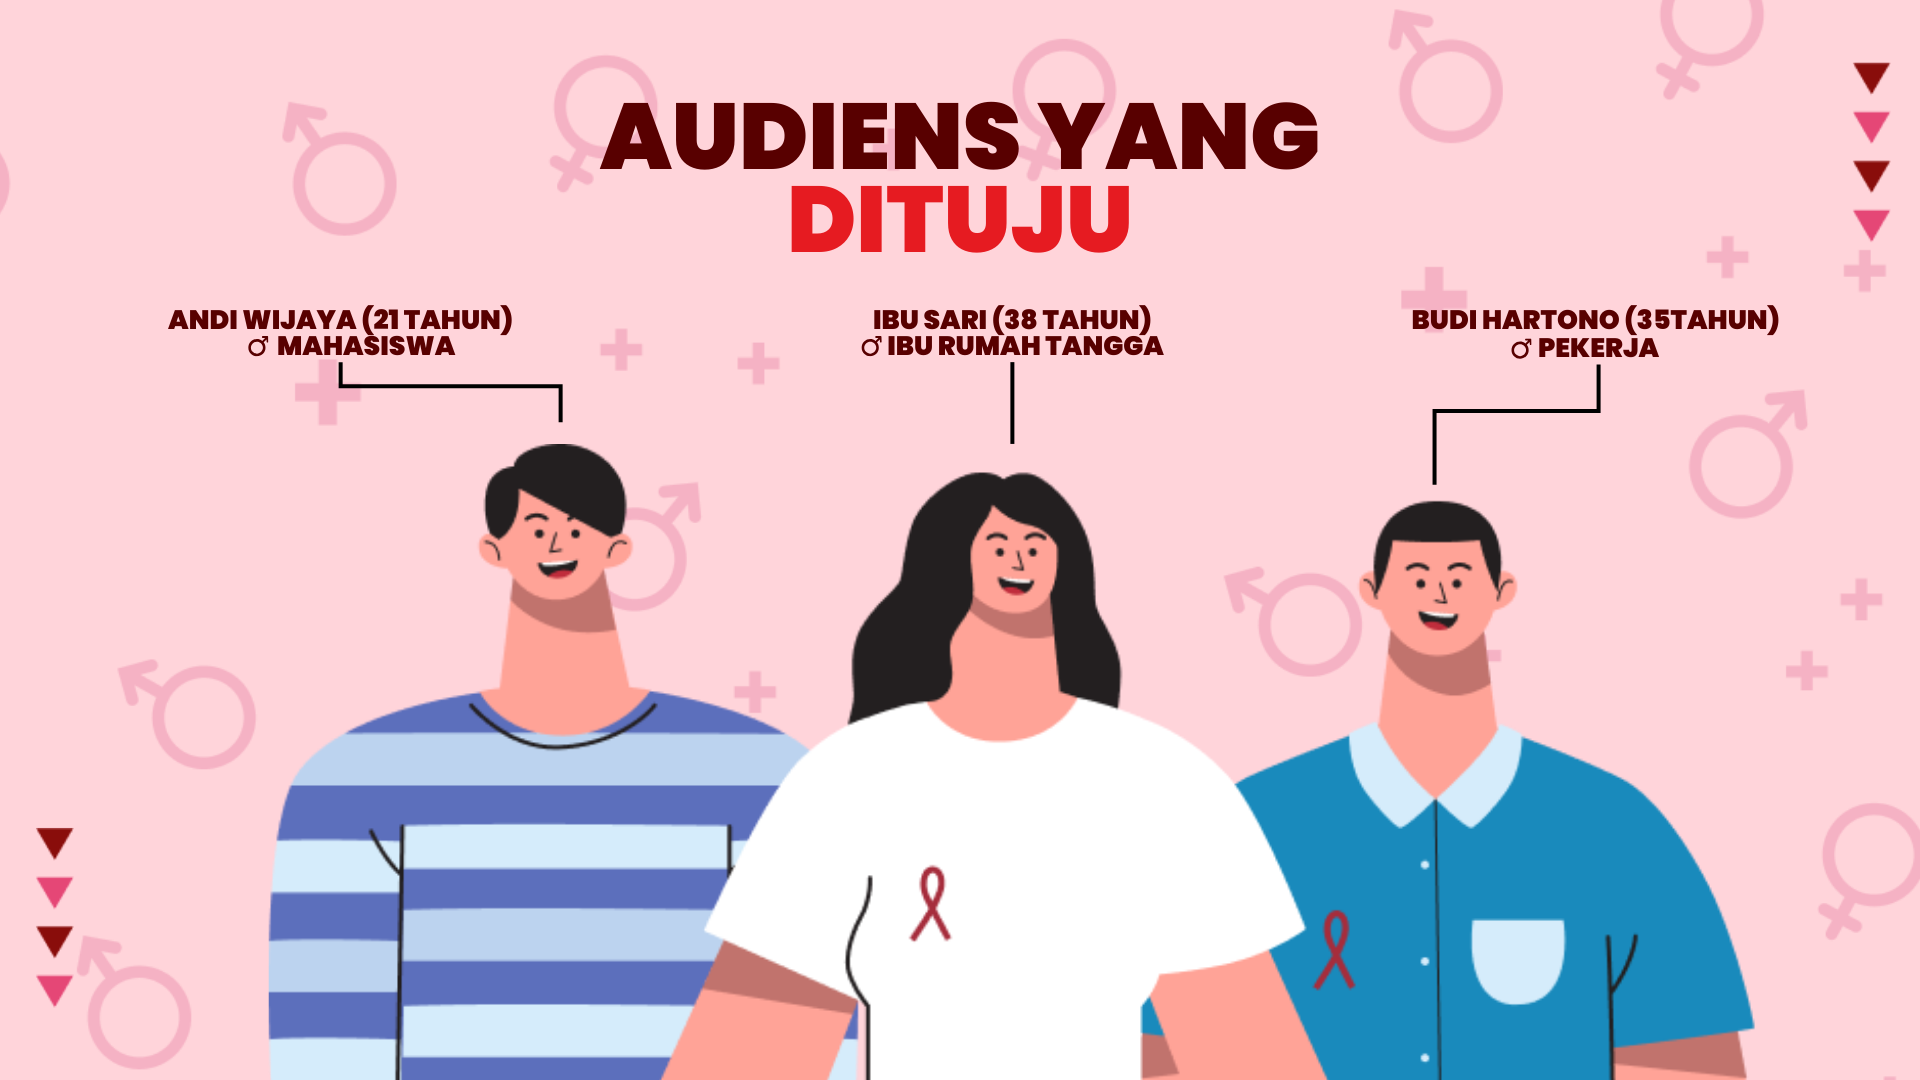 AUDIENS YANG
DITUJU
ANDI WIJAYA (21 TAHUN)
♂ MAHASISWA
IBU SARI (38 TAHUN)
♂ IBU RUMAH TANGGA
BUDI HARTONO (35TAHUN)
♂ PEKERJA